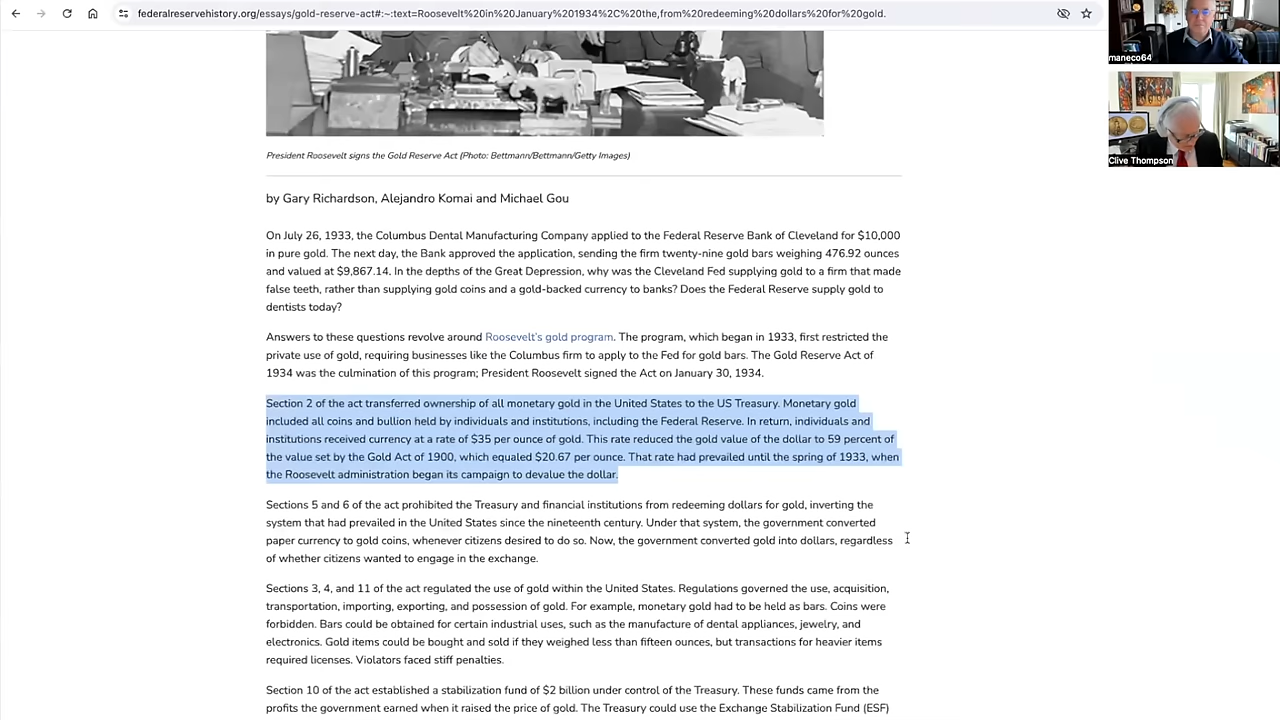 federalreservehistory.org/essays/gold-reserve-act#:~:text=Roosevelt%20in%20January%201934%2C%20the,from%20redeeming%20dollars%20for%20gold.
maneco64
Clive Thompson
President Roosevelt signs the Gold Reserve Act (Photo: Bettmann/Bettmann/Getty Images)
by Gary Richardson, Alejandro Komai and Michael Gou
On July 26, 1933, the Columbus Dental Manufacturing Company applied to the Federal Reserve Bank of Cleveland for $10,000
in pure gold. The next day, the Bank approved the application, sending the firm twenty-nine gold bars weighing 476.92 ounces
and valued at $9,867.14. In the depths of the Great Depression, why was the Cleveland Fed supplying gold to a firm that made
false teeth, rather than supplying gold coins and a gold-backed currency to banks? Does the Federal Reserve supply gold to
dentists today?
Answers to these questions revolve around Roosevelt's gold program. The program, which began in 1933, first restricted the
private use of gold, requiring businesses like the Columbus firm to apply to the Fed for gold bars. The Gold Reserve Act of
1934 was the culmination of this program; President Roosevelt signed the Act on January 30, 1934.
Section 2 of the act transferred ownership of all monetary gold in the United States to the US Treasury. Monetary gold
included all coins and bullion held by individuals and institutions, including the Federal Reserve. In return, individuals and
institutions received currency at a rate of $35 per ounce of gold. This rate reduced the gold value of the dollar to 59 percent of
the value set by the Gold Act of 1900, which equaled $20.67 per ounce. That rate had prevailed until the spring of 1933, when
the Roosevelt administration began its campaign to devalue the dollar.
Sections 5 and 6 of the act prohibited the Treasury and financial institutions from redeeming dollars for gold, inverting the
system that had prevailed in the United States since the nineteenth century. Under that system, the government converted
paper currency to gold coins, whenever citizens desired to do so. Now, the government converted gold into dollars, regardless
of whether citizens wanted to engage in the exchange.
Sections 3, 4, and 11 of the act regulated the use of gold within the United States. Regulations governed the use, acquisition,
transportation, importing, exporting, and possession of gold. For example, monetary gold had to be held as bars. Coins were
forbidden. Bars could be obtained for certain industrial uses, such as the manufacture of dental appliances, jewelry, and
electronics. Gold items could be bought and sold if they weighed less than fifteen ounces, but transactions for heavier items
required licenses. Violators faced stiff penalties.
Section 10 of the act established a stabilization fund of $2 billion under control of the Treasury. These funds came from the
profits the government earned when it raised the price of gold. The Treasury could use the Exchange Stabilization Fund (ESF)